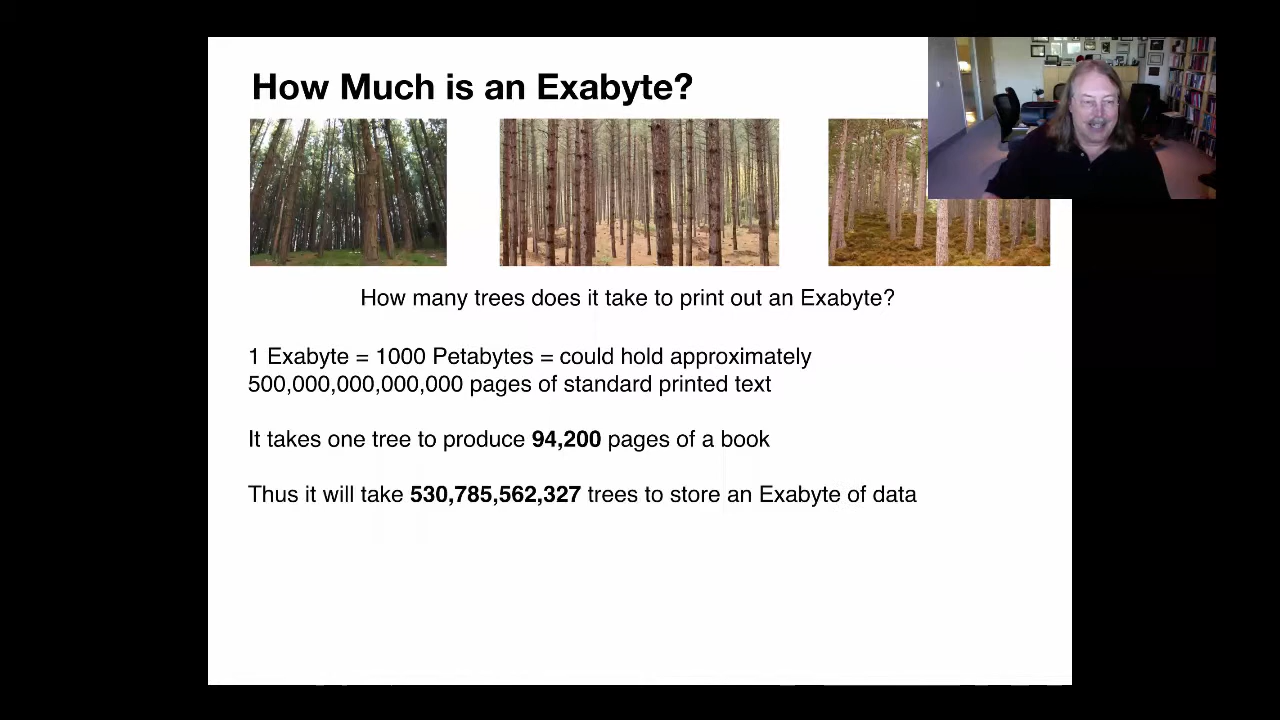 How Much is an Exabyte?
How many trees does it take to print out an Exabyte?
1 Exabyte = 1000 Petabytes = could hold approximately
500,000,000,000,000 pages of standard printed text
It takes one tree to produce 94,200 pages of a book
Thus it will take 530,785,562,327 trees to store an Exabyte of data